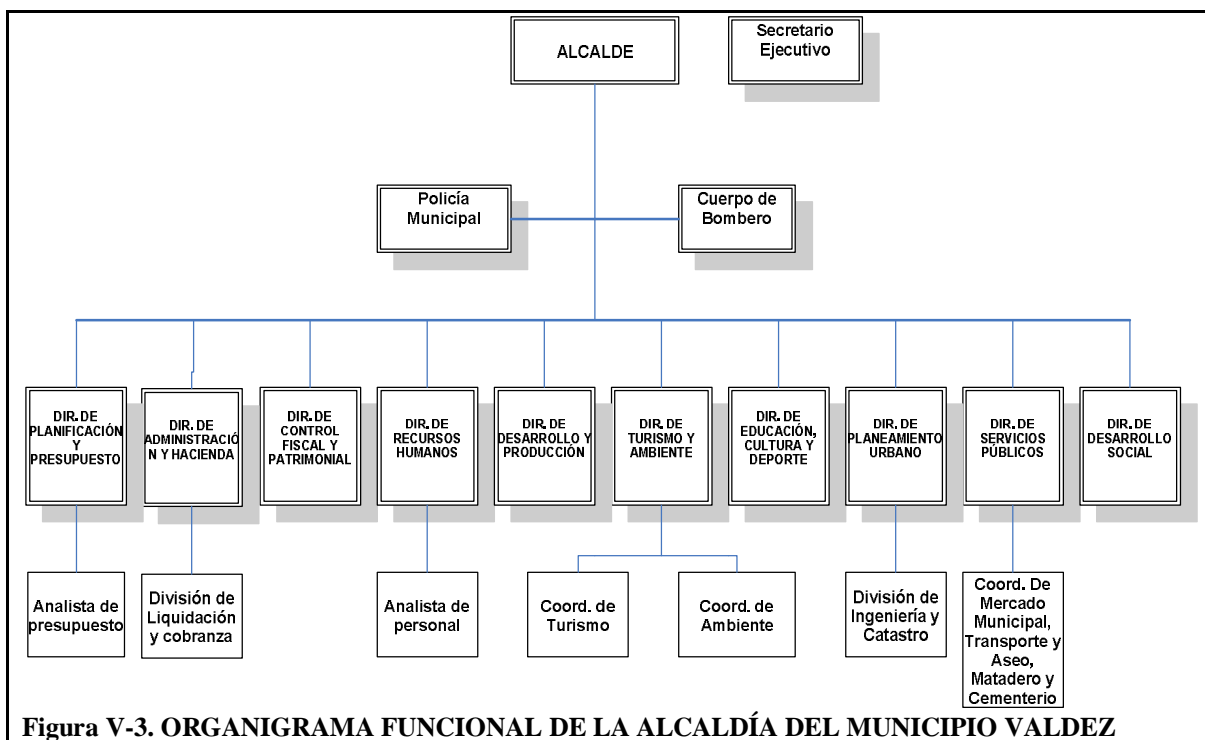 ALCALDE
Secretario
Ejecutivo
Policía
Municipal
Cuerpo de
Bombero
DIR. DE
PLANIFICACIÓN
Y
PRESUPUESTO
DIR. DE
ADMINISTRACIÓ
N Y HACIENDA
DIR. DE
CONTROL
FISCAL Y
PATRIMONIAL
DIR. DE
RECURSOS
HUMANOS
DIR. DE
DESARROLLO Y
PRODUCCIÓN
DIR. DE
TURISMO Y
AMBIENTE
DIR. DE
EDUCACIÓN,
CULTURA Y
DEPORTE
DIR. DE
PLANEAMIENTO
URBANO
DIR. DE
SERVICIOS
PÚBLICOS
DIR. DE
DESARROLLO
SOCIAL
Analista de
presupuesto
División de
Liquidación
y cobranza
Analista de
personal
Coord. de
Turismo
Coord. de
Ambiente
División de
Ingeniería y
Catastro
Coord. De
Mercado
Municipal,
Transporte y
Aseo,
Matadero y
Cementerio
Figura V-3. ORGANIGRAMA FUNCIONAL DE LA ALCALDÍA DEL MUNICIPIO VALDEZ